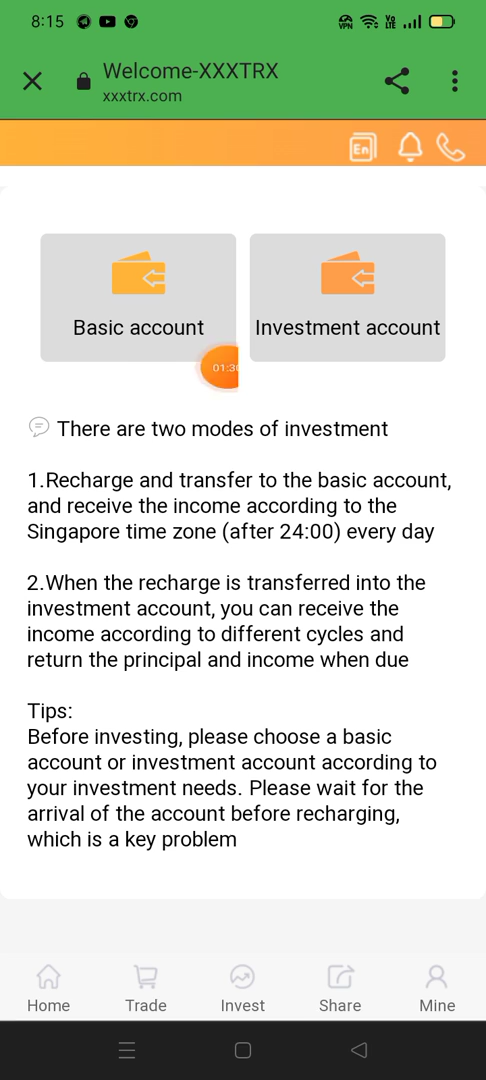 8:15
VPN
Vo
LTE
Welcome-XXXTRX
xxxtrx.com
En
Basic account
Investment account
01:30
There are two modes of investment
1.Recharge and transfer to the basic account,
and receive the income according to the
Singapore time zone (after 24:00) every day
2.When the recharge is transferred into the
investment account, you can receive the
income according to different cycles and
return the principal and income when due
Tips:
Before investing, please choose a basic
account or investment account according to
your investment needs. Please wait for the
arrival of the account before recharging,
which is a key problem
Home
Trade
Invest
Share
Mine